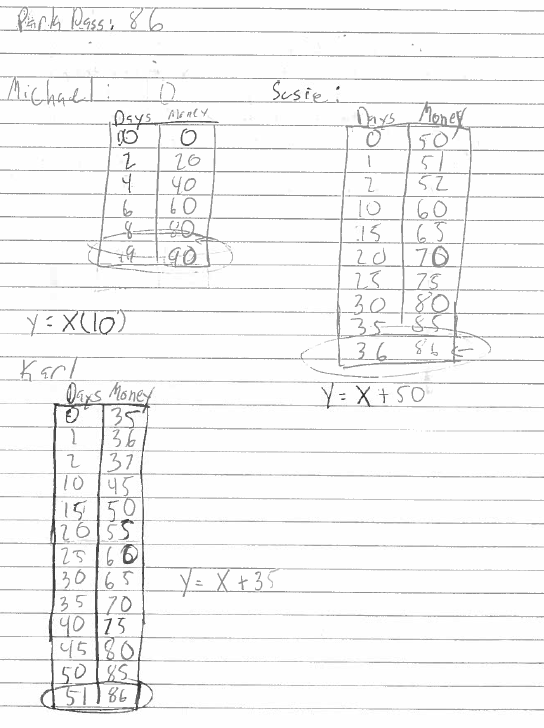 Park Pass: 86
Michael: 0
Days Money
0 0
2 20
4 40
6 60
8 80
9 90
y = x(10)
Susie:
Days Money
0 50
1 51
2 52
10 60
15 65
20 70
25 75
30 80
35 85
36 86
y = x + 50
Karl
Days Money
0 35
1 36
2 37
10 45
15 50
20 55
25 60
30 65
35 70
40 75
45 80
50 85
51 86
y = x + 35